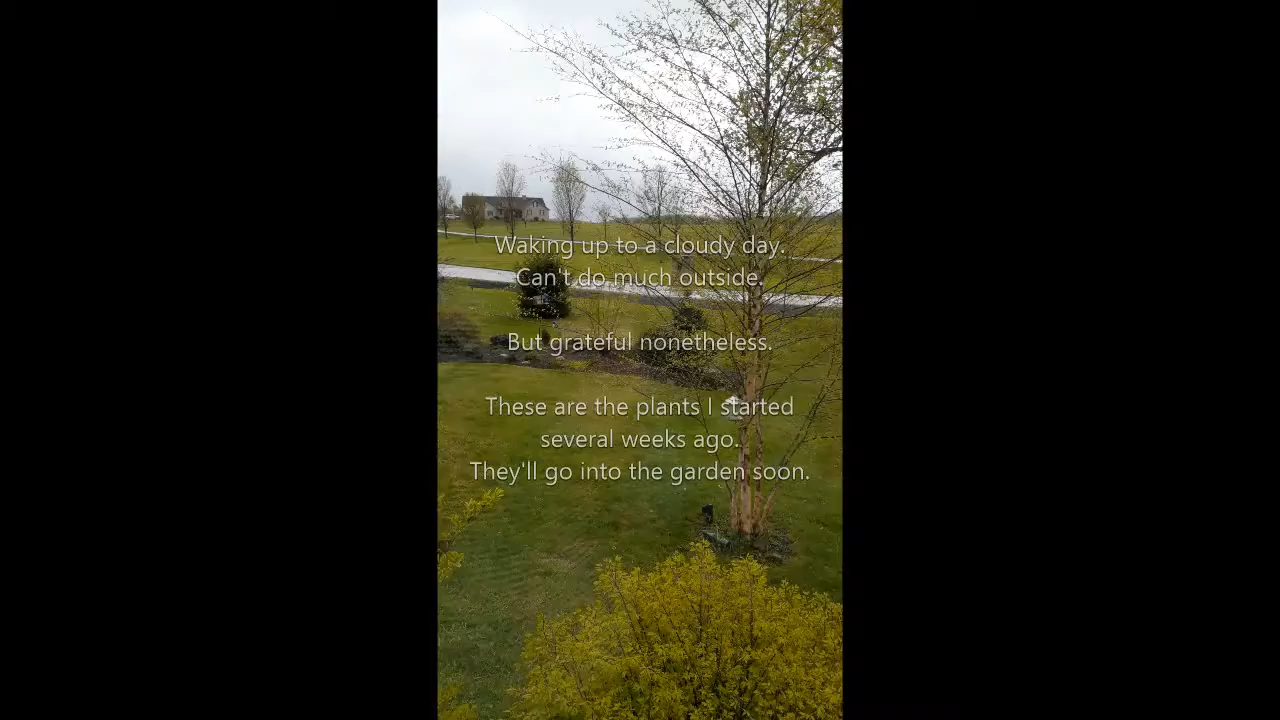 Waking up to a cloudy day.
Can't do much outside.
But grateful nonetheless.
These are the plants I started
several weeks ago.
They'll go into the garden soon.